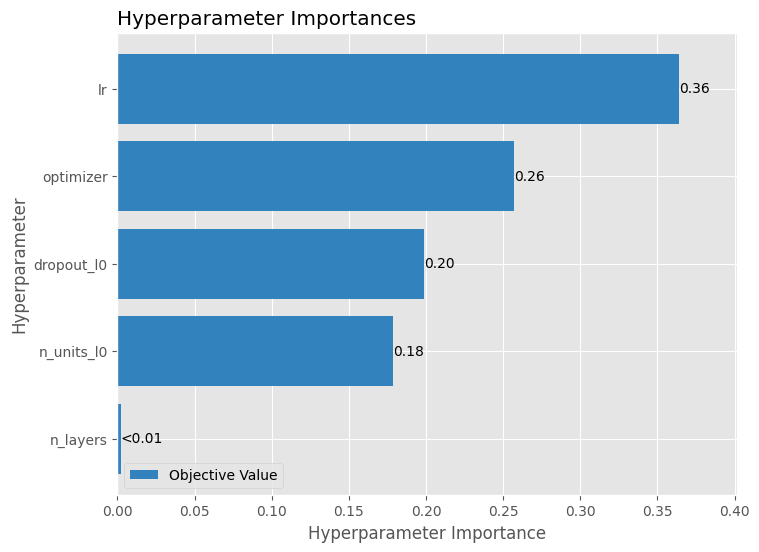 Hyperparameter Importances
Hyperparameter
lr
0.36
optimizer
0.26
dropout_l0
0.20
n_units_l0
0.18
n_layers
<0.01
Objective Value
0.00 0.05 0.10 0.15 0.20 0.25 0.30 0.35 0.40
Hyperparameter Importance